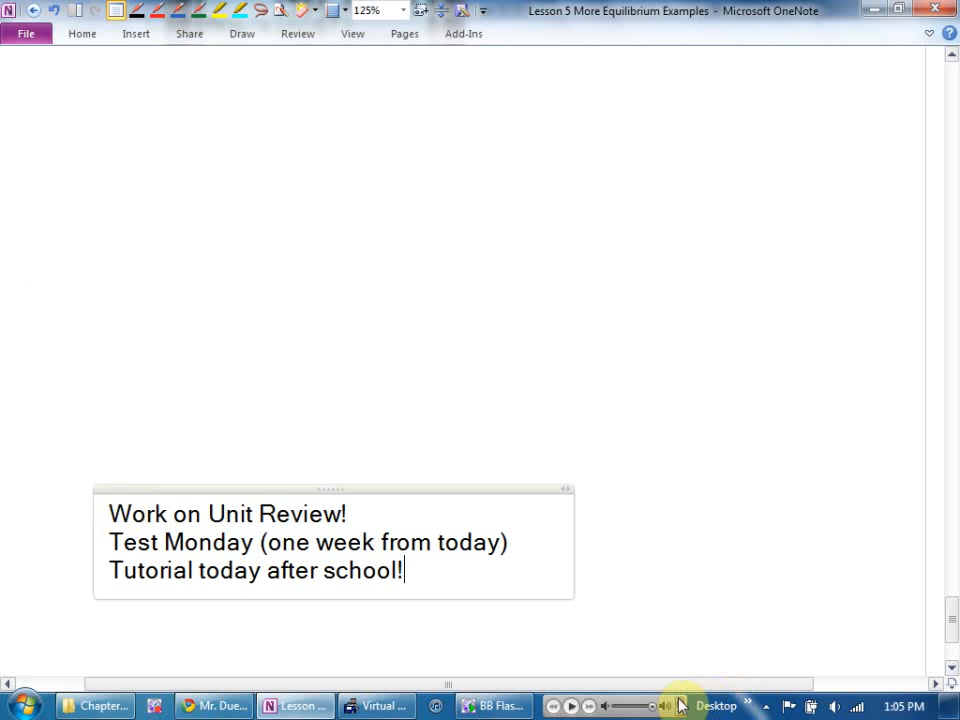 125%
Lesson 5 More Equilibrium Examples - Microsoft OneNote
File Home Insert Share Draw Review View Pages Add-Ins
Work on Unit Review!
Test Monday (one week from today)
Tutorial today after school!
Chapter... Mr. Due... Lesson ... Virtual ... BB Flas... Desktop 1:05 PM